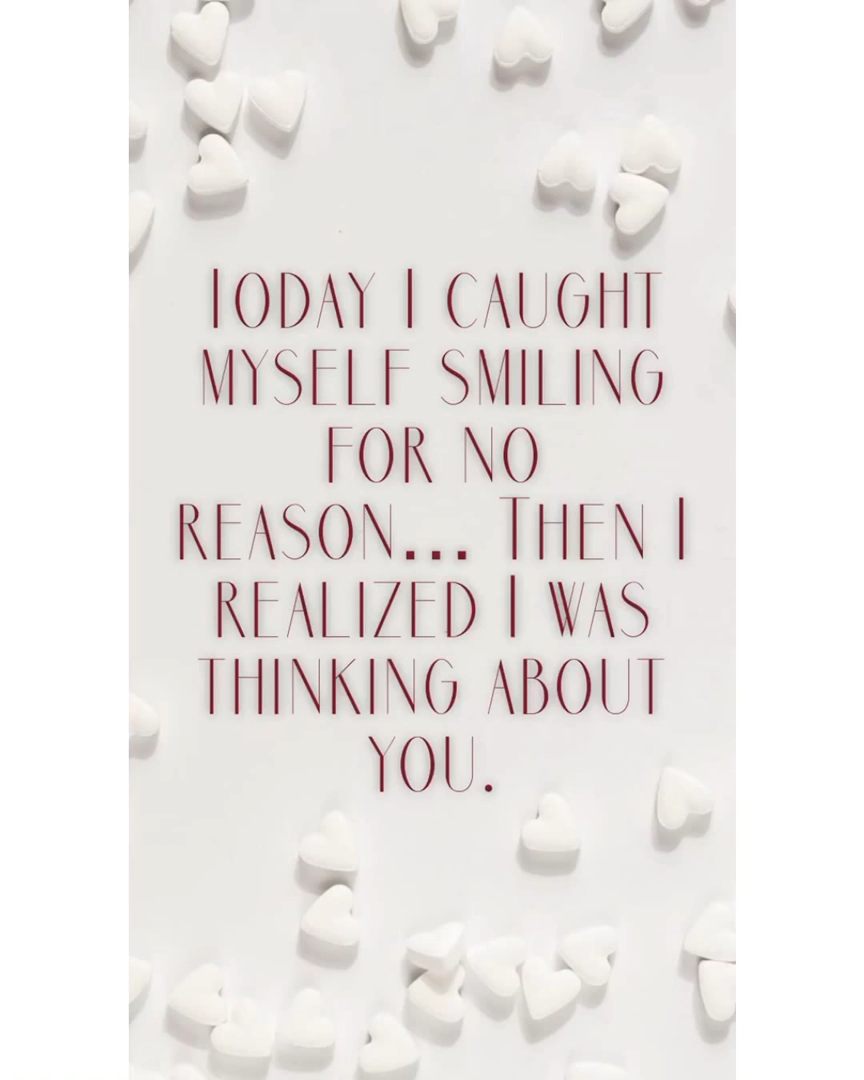 Today I caught
myself smiling
for no
reason... Then I
realized I was
thinking about
you.